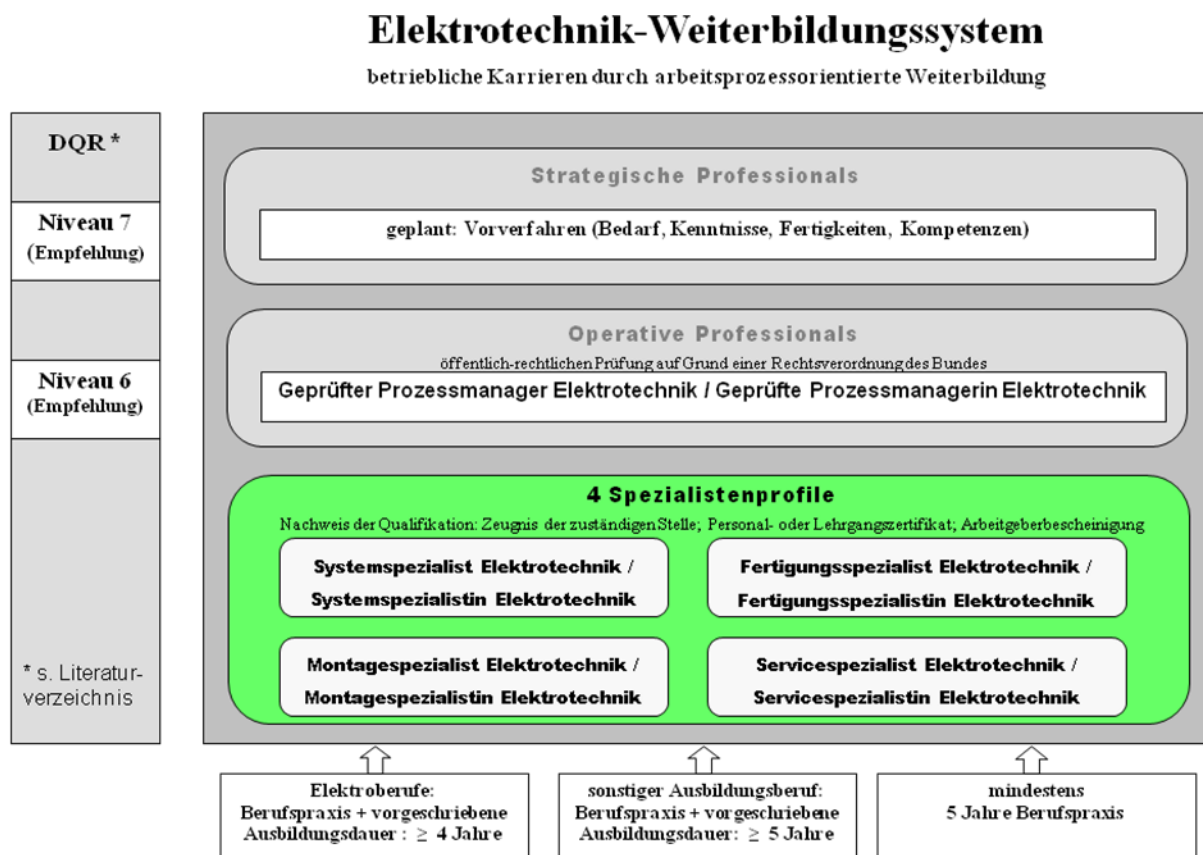 Elektrotechnik-Weiterbildungssystem
betriebliche Karrieren durch arbeitsprozessorientierte Weiterbildung
DQR *
Niveau 7
(Empfehlung)
Niveau 6
(Empfehlung)
* s. Literatur-
verzeichnis
Strategische Professionals
geplant: Vorverfahren (Bedarf, Kenntnisse, Fertigkeiten, Kompetenzen)
Operative Professionals
öffentlich-rechtlichen Prüfung auf Grund einer Rechtsverordnung des Bundes
Geprüfter Prozessmanager Elektrotechnik / Geprüfte Prozessmanagerin Elektrotechnik
4 Spezialistenprofile
Nachweis der Qualifikation: Zeugnis der zuständigen Stelle; Personal- oder Lehrgangszertifikat; Arbeitgeberbescheinigung
Systemspezialist Elektrotechnik /
Systemspezialistin Elektrotechnik
Fertigungsspezialist Elektrotechnik /
Fertigungsspezialistin Elektrotechnik
Montagespezialist Elektrotechnik /
Montagespezialistin Elektrotechnik
Servicespezialist Elektrotechnik /
Servicespezialistin Elektrotechnik
Elektroberufe:
Berufspraxis + vorgeschriebene
Ausbildungsdauer : ≥ 4 Jahre
sonstiger Ausbildungsberuf:
Berufspraxis + vorgeschriebene
Ausbildungsdauer: ≥ 5 Jahre
mindestens
5 Jahre Berufspraxis